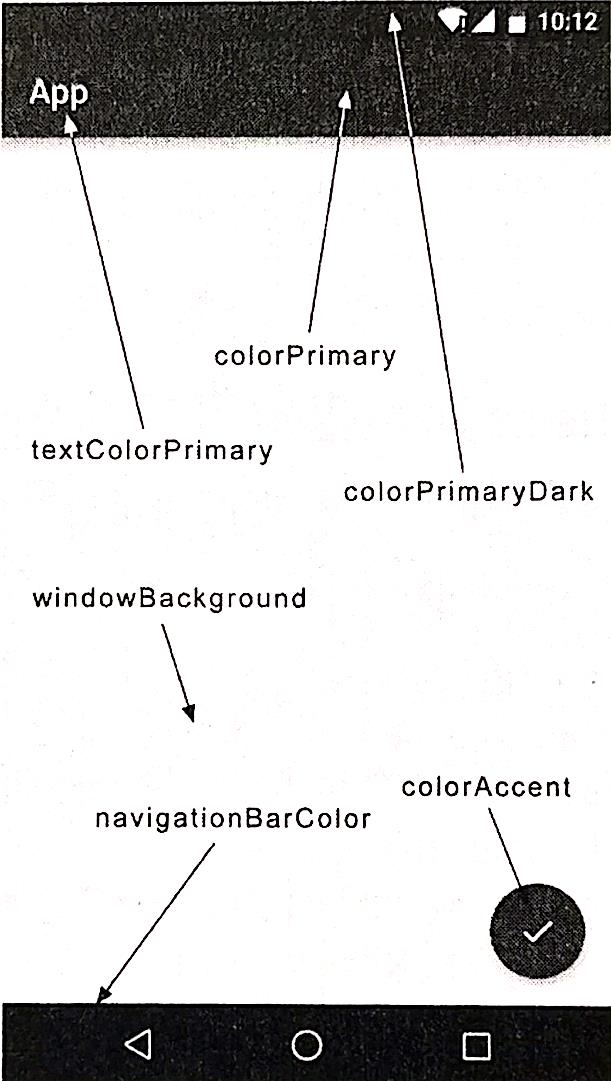 10:12
App
colorPrimary
textColorPrimary
colorPrimaryDark
windowBackground
colorAccent
navigationBarColor